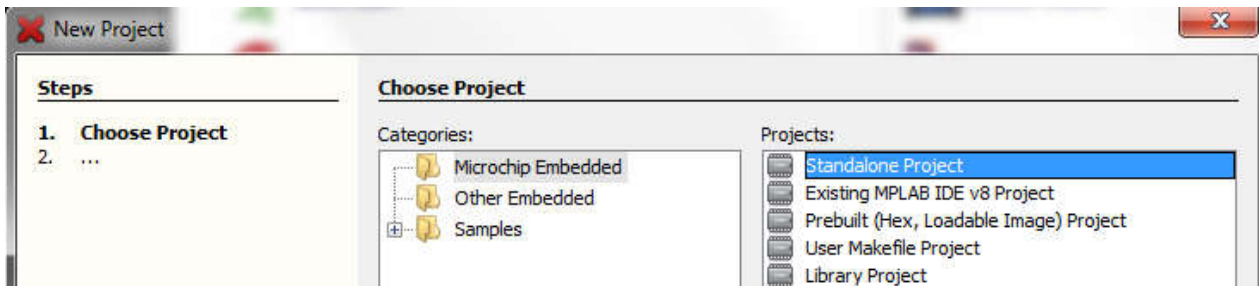 New Project
Steps
1. Choose Project
2. ...
Choose Project
Categories:
Microchip Embedded
Other Embedded
Samples
Projects:
Standalone Project
Existing MPLAB IDE v8 Project
Prebuilt (Hex, Loadable Image) Project
User Makefile Project
Library Project